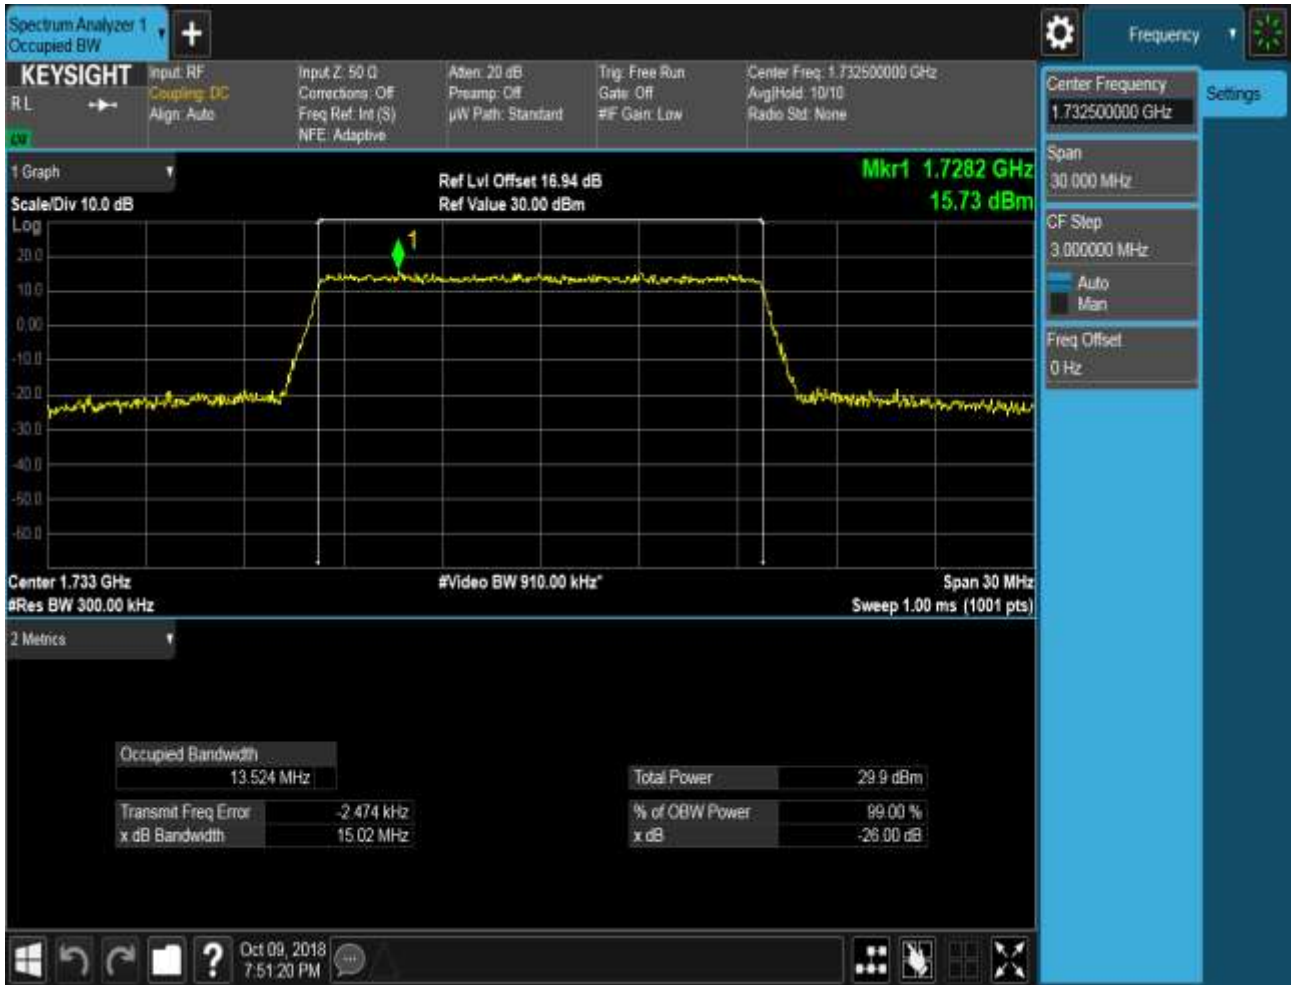 Spectrum Analyzer 1
Occupied BW
Frequency
KEYSIGHT
R L
Input: RF
Coupling: DC
Align: Auto
Input Z: 50 Ω
Corrections: Off
Freq Ref: Int (S)
NFE: Adaptive
Atten: 20 dB
Preamp: Off
µW Path: Standard
Trig: Free Run
Gate: Off
#IF Gain: Low
Center Freq: 1.732500000 GHz
Avg|Hold: 10/10
Radio Std: None
Center Frequency
1.732500000 GHz
Settings
Span
30.000 MHz
CF Step
3.000000 MHz
Auto
Man
Freq Offset
0 Hz
1 Graph
Scale/Div 10.0 dB
Ref Lvl Offset 16.94 dB
Ref Value 30.00 dBm
Mkr1 1.7282 GHz
15.73 dBm
Log
20.0
10.0
0.00
-10.0
-20.0
-30.0
-40.0
-50.0
-60.0
1
Center 1.733 GHz
#Video BW 910.00 kHz*
Span 30 MHz
#Res BW 300.00 kHz
Sweep 1.00 ms (1001 pts)
2 Metrics
Occupied Bandwidth
13.524 MHz
Transmit Freq Error -2.474 kHz
x dB Bandwidth 15.02 MHz
Total Power 29.9 dBm
% of OBW Power 99.00 %
x dB -26.00 dB
Oct 09, 2018
7:51:20 PM